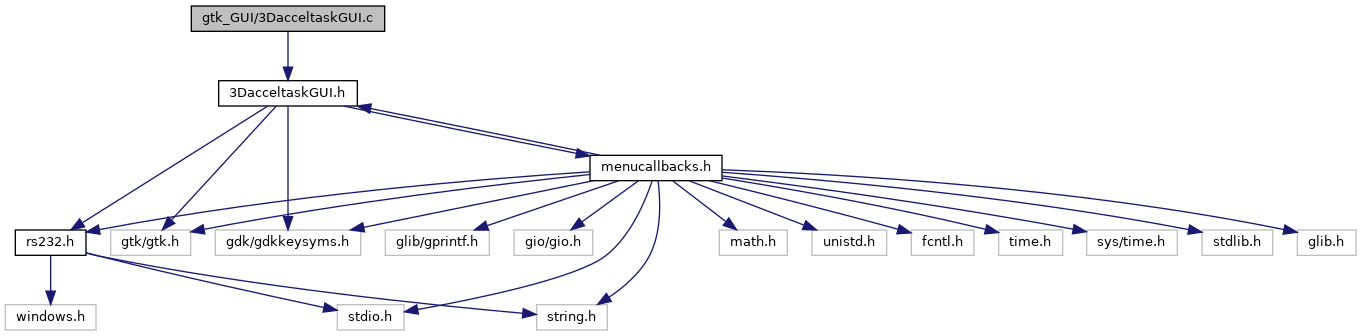 gtk_GUI/3DacceltaskGUI.c
3DacceltaskGUI.h
menucallbacks.h
rs232.h
gtk/gtk.h
gdk/gdkkeysyms.h
glib/gprintf.h
gio/gio.h
math.h
unistd.h
fcntl.h
time.h
sys/time.h
stdlib.h
glib.h
windows.h
stdio.h
string.h